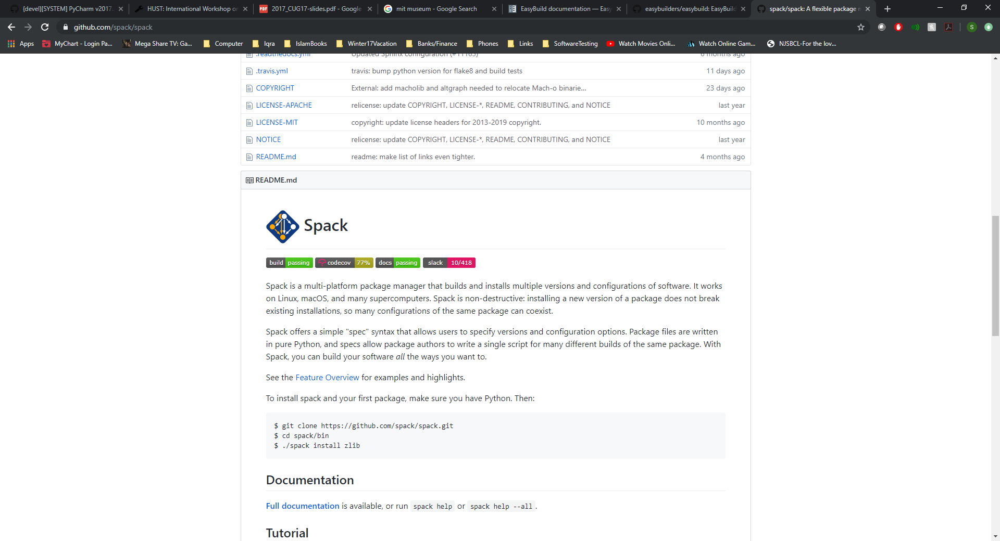 {devel}[SYSTEM] PyCharm v2017.
HUST: International Workshop or
2017_CUG17-slides.pdf - Google
mit museum - Google Search
EasyBuild documentation — Easy
easybuilders/easybuild: EasyBuild
spack/spack: A flexible package
github.com/spack/spack
S
Apps
MyChart - Login Pa...
Mega Share TV: Ga...
Computer
Iqra
IslamBooks
Winter17Vacation
Banks/Finance
Phones
Links
SoftwareTesting
Watch Movies Onli...
Watch Online Gam...
NJSBCL-For the lov...
.readthedocs.yml Updated Sphinx configuration (#11165) 6 months ago
.travis.yml travis: bump python version for flake8 and build tests 11 days ago
COPYRIGHT External: add macholib and altgraph needed to relocate Mach-o binarie... 23 days ago
LICENSE-APACHE relicense: update COPYRIGHT, LICENSE-*, README, CONTRIBUTING, and NOTICE last year
LICENSE-MIT copyright: update license headers for 2013-2019 copyright. 10 months ago
NOTICE relicense: update COPYRIGHT, LICENSE-*, README, CONTRIBUTING, and NOTICE last year
README.md readme: make list of links even tighter. 4 months ago
README.md
Spack
build passing codecov 77% docs passing slack 10/418
Spack is a multi-platform package manager that builds and installs multiple versions and configurations of software. It works
on Linux, macOS, and many supercomputers. Spack is non-destructive: installing a new version of a package does not break
existing installations, so many configurations of the same package can coexist.
Spack offers a simple "spec" syntax that allows users to specify versions and configuration options. Package files are written
in pure Python, and specs allow package authors to write a single script for many different builds of the same package. With
Spack, you can build your software all the ways you want to.
See the Feature Overview for examples and highlights.
To install spack and your first package, make sure you have Python. Then:
$ git clone https://github.com/spack/spack.git
$ cd spack/bin
$ ./spack install zlib
Documentation
Full documentation is available, or run spack help or spack help --all.
Tutorial